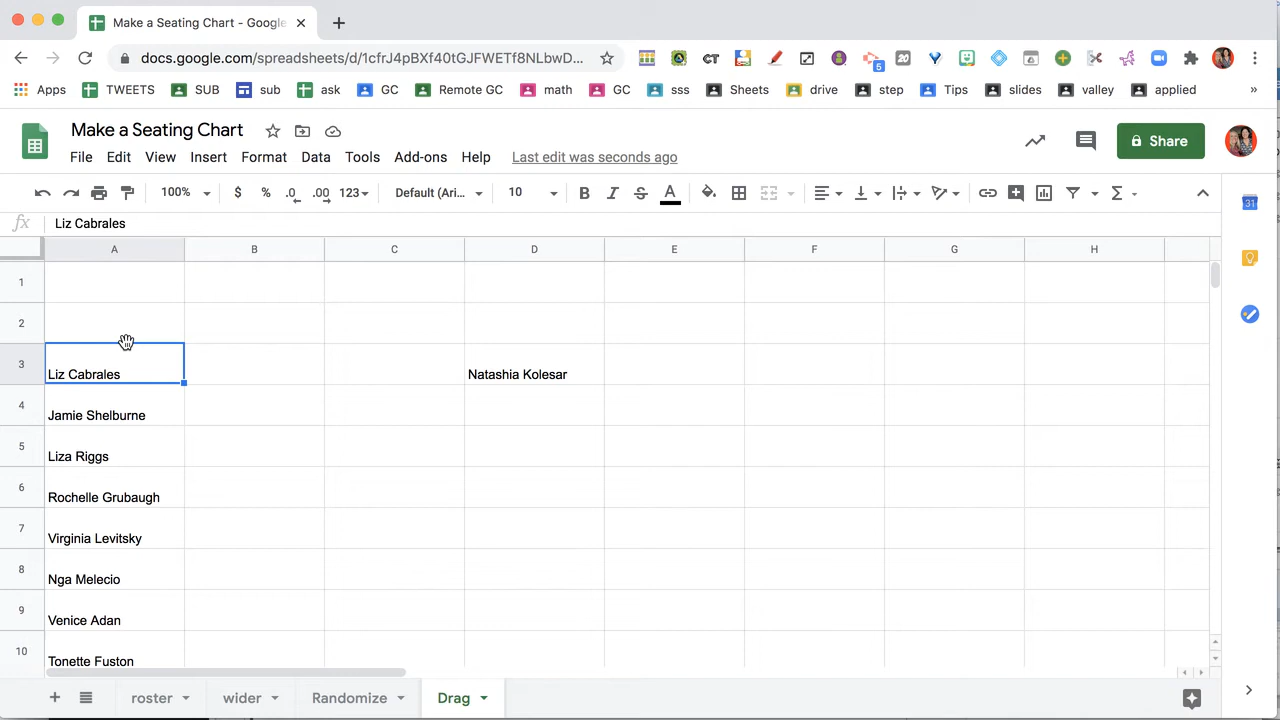 Make a Seating Chart - Google
docs.google.com/spreadsheets/d/1cfrJ4pBXf40tGJFWETf8NLbwD...
CT
5
20
Apps TWEETS SUB sub ask GC Remote GC math GC sss Sheets drive step Tips slides valley applied »
Make a Seating Chart
Share
File Edit View Insert Format Data Tools Add-ons Help Last edit was seconds ago
100% $ % .0 .00 123 Default (Ari... 10 B I S A Σ
31
fx Liz Cabrales
A B C D E F G H
1
2
3 Liz Cabrales Natashia Kolesar
4 Jamie Shelburne
5 Liza Riggs
6 Rochelle Grubaugh
7 Virginia Levitsky
8 Nga Melecio
9 Venice Adan
10 Tonette Fuston
+ roster wider Randomize Drag